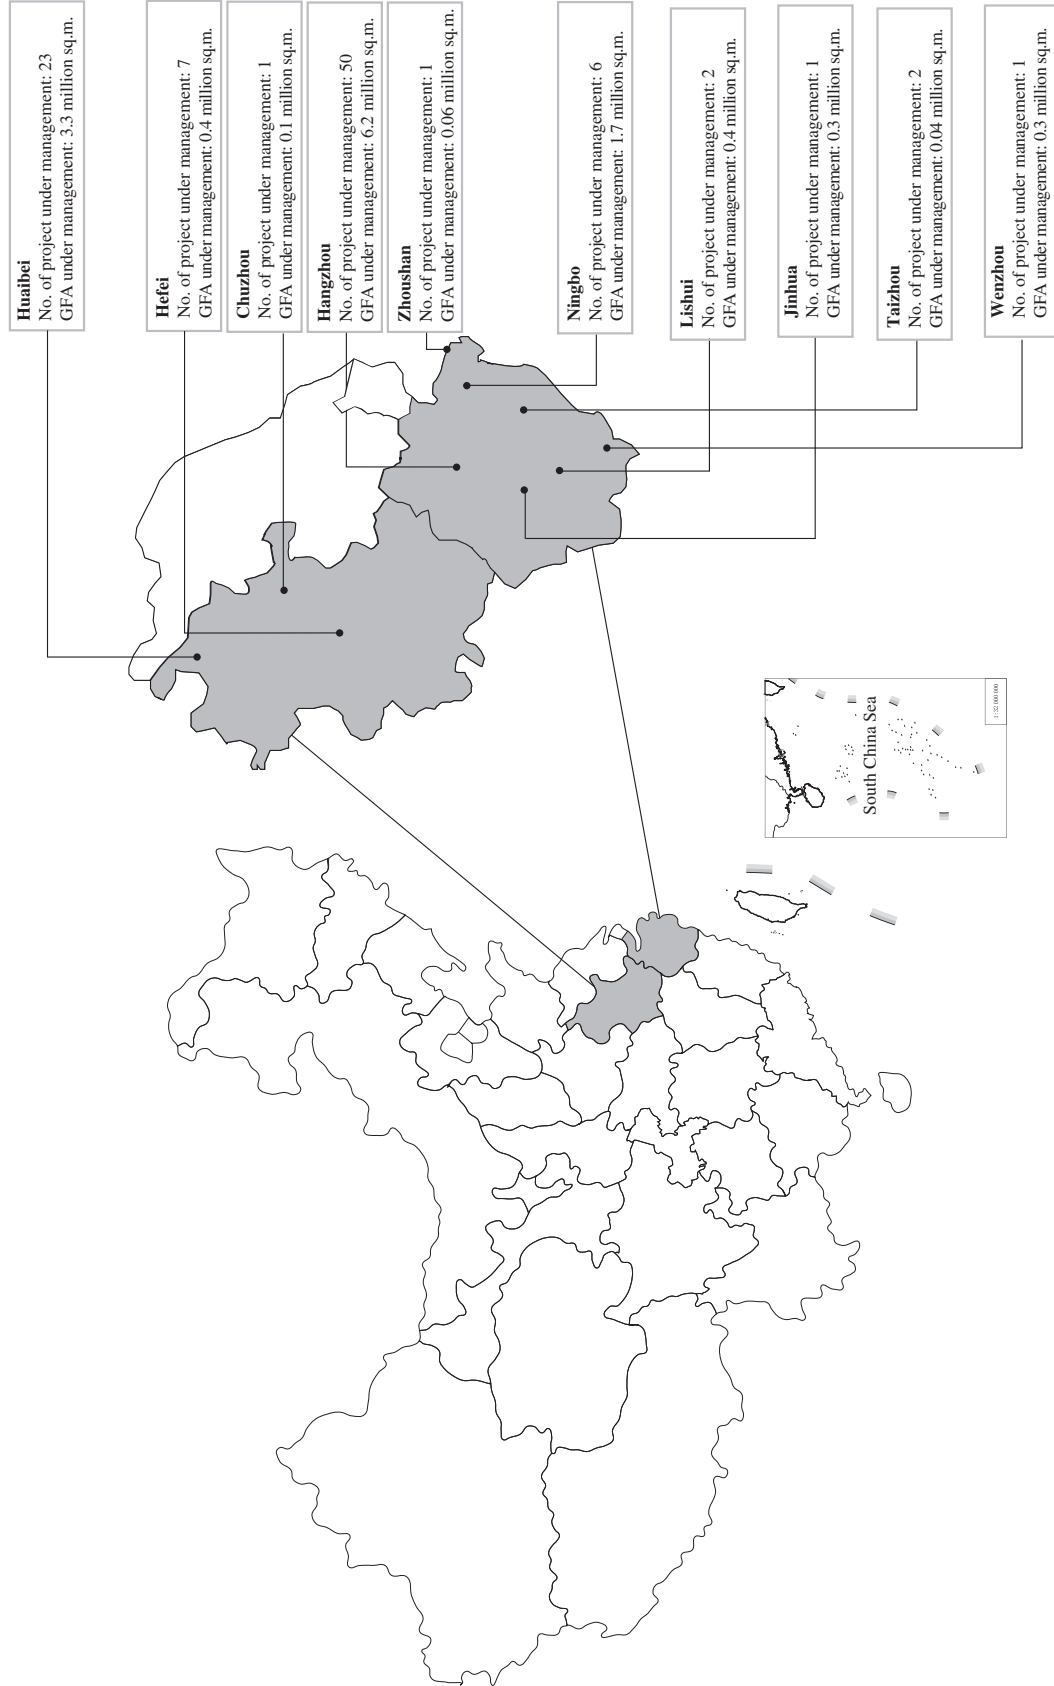 Huaibei
No. of project under management: 23
GFA under management: 3.3 million sq.m.
Hefei
No. of project under management: 7
GFA under management: 0.4 million sq.m.
Chuzhou
No. of project under management: 1
GFA under management: 0.1 million sq.m.
Hangzhou
No. of project under management: 50
GFA under management: 6.2 million sq.m.
Zhoushan
No. of project under management: 1
GFA under management: 0.06 million sq.m.
Ningbo
No. of project under management: 6
GFA under management: 1.7 million sq.m.
Lishui
No. of project under management: 2
GFA under management: 0.4 million sq.m.
Jinhua
No. of project under management: 1
GFA under management: 0.3 million sq.m.
Taizhou
No. of project under management: 2
GFA under management: 0.04 million sq.m.
Wenzhou
No. of project under management: 1
GFA under management: 0.3 million sq.m.
South China Sea
1:32 000 000